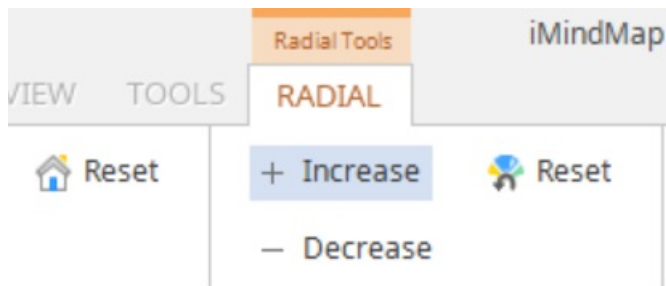 Radial Tools
iMindMap
VIEW TOOLS RADIAL
Reset + Increase Reset
− Decrease